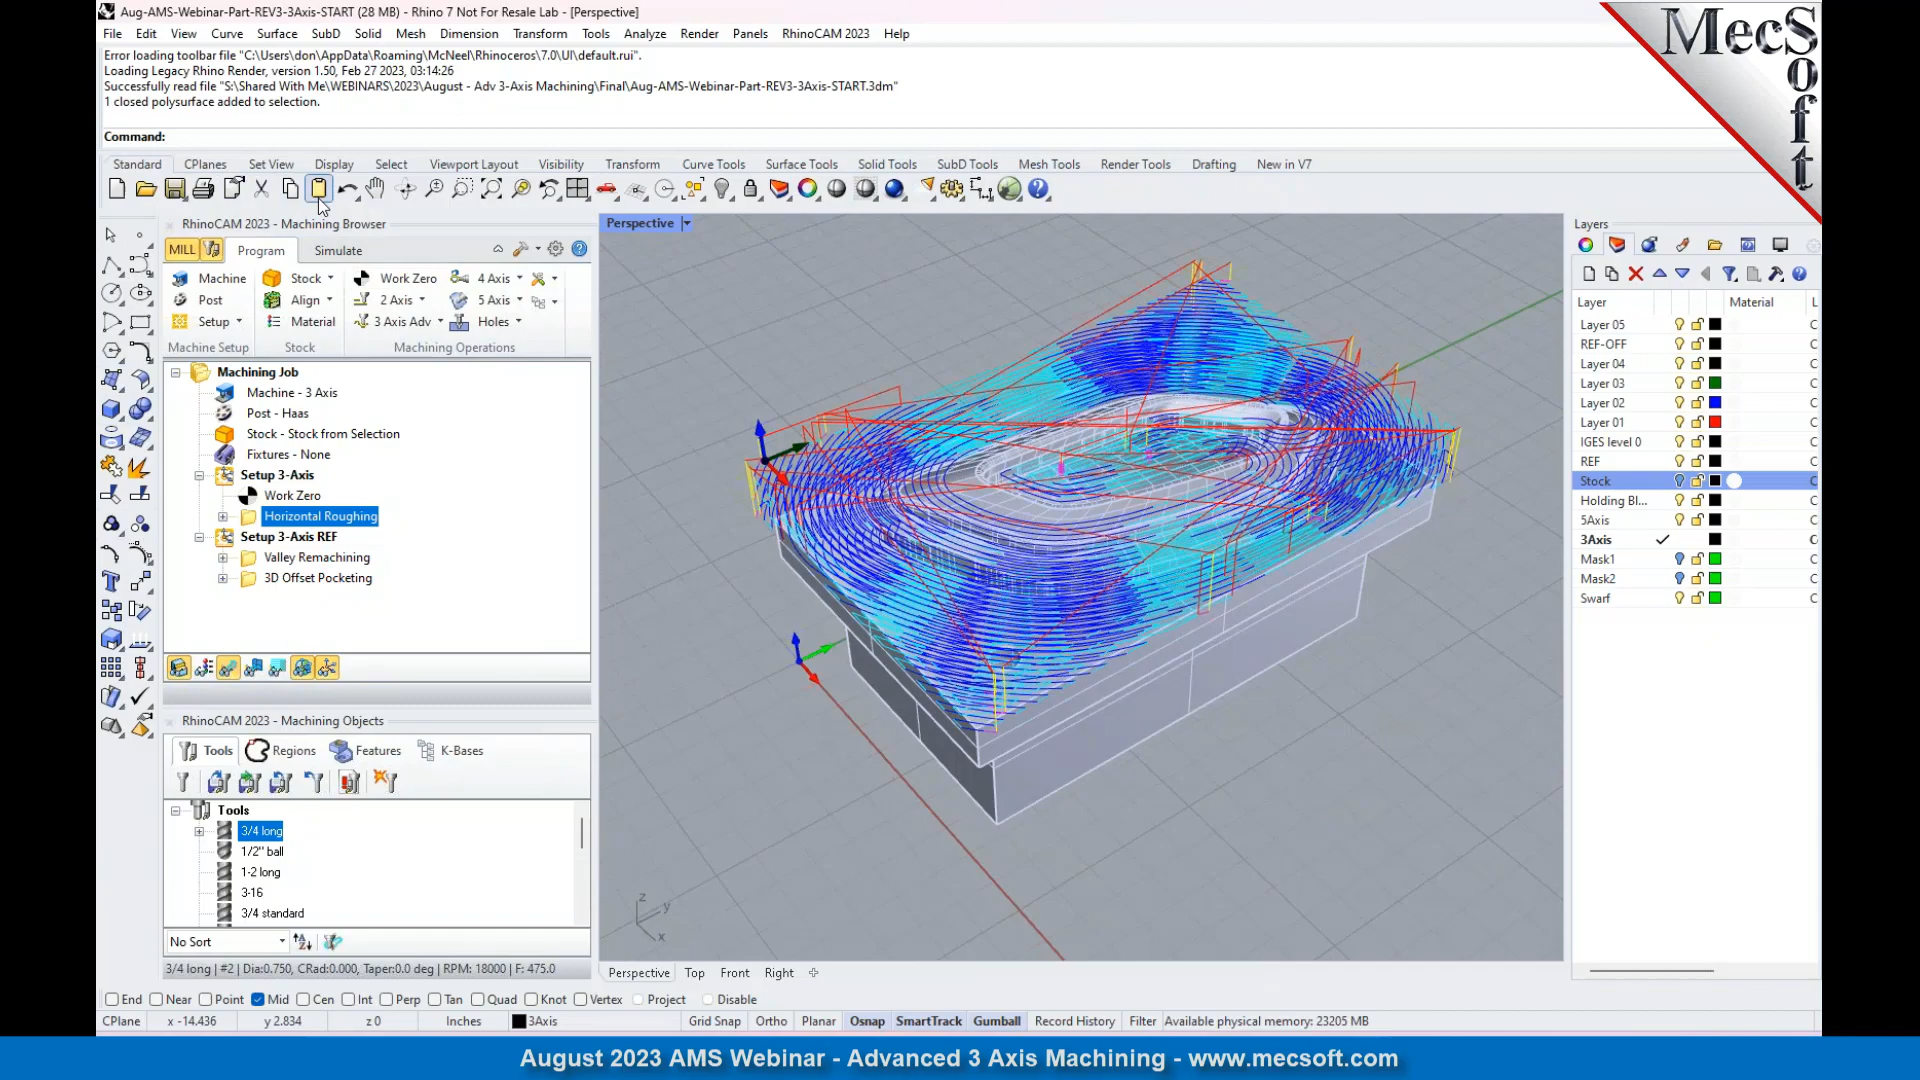 Aug-AMS-Webinar-Part-REV3-3Axis-START (28 MB) - Rhino 7 Not For Resale Lab - [Perspective]
File Edit View Curve Surface SubD Solid Mesh Dimension Transform Tools Analyze Render Panels RhinoCAM 2023 Help
Error loading toolbar file "C:\Users\don\AppData\Roaming\McNeel\Rhinoceros\7.0\UI\default.rui".
Loading Legacy Rhino Render, version 1.50, Feb 27 2023, 03:14:26
Successfully read file "S:\Shared With Me\WEBINARS\2023\August - Adv 3-Axis Machining\Final\Aug-AMS-Webinar-Part-REV3-3Axis-START.3dm"
1 closed polysurface added to selection.
Command:
MecSoft
Standard CPlanes Set View Display Select Viewport Layout Visibility Transform Curve Tools Surface Tools Solid Tools SubD Tools Mesh Tools Render Tools Drafting New in V7
RhinoCAM 2023 - Machining Browser
MILL Program Simulate
Machine Stock Work Zero 4 Axis
Post Align 2 Axis 5 Axis
Setup Material 3 Axis Adv Holes
Machine Setup Stock Machining Operations
Machining Job
Machine - 3 Axis
Post - Haas
Stock - Stock from Selection
Fixtures - None
Setup 3-Axis
Work Zero
Horizontal Roughing
Setup 3-Axis REF
Valley Remachining
3D Offset Pocketing
RhinoCAM 2023 - Machining Objects
Tools Regions Features K-Bases
Tools
3/4 long
1/2" ball
1-2 long
3-16
3/4 standard
No Sort
3/4 long | #2 | Dia:0.750, CRad:0.000, Taper:0.0 deg | RPM: 18000 | F: 475.0
Perspective
z
y
x
Perspective Top Front Right
Layers
Layer Material L
Layer 05 C
REF-OFF C
Layer 04 C
Layer 03 C
Layer 02 C
Layer 01 C
IGES level 0 C
REF C
Stock C
Holding Bl... C
5Axis C
3Axis C
Mask1 C
Mask2 C
Swarf C
End Near Point Mid Cen Int Perp Tan Quad Knot Vertex Project Disable
CPlane x -14.436 y 2.834 z 0 Inches 3Axis Grid Snap Ortho Planar Osnap SmartTrack Gumball Record History Filter Available physical memory: 23205 MB
August 2023 AMS Webinar - Advanced 3 Axis Machining - www.mecsoft.com